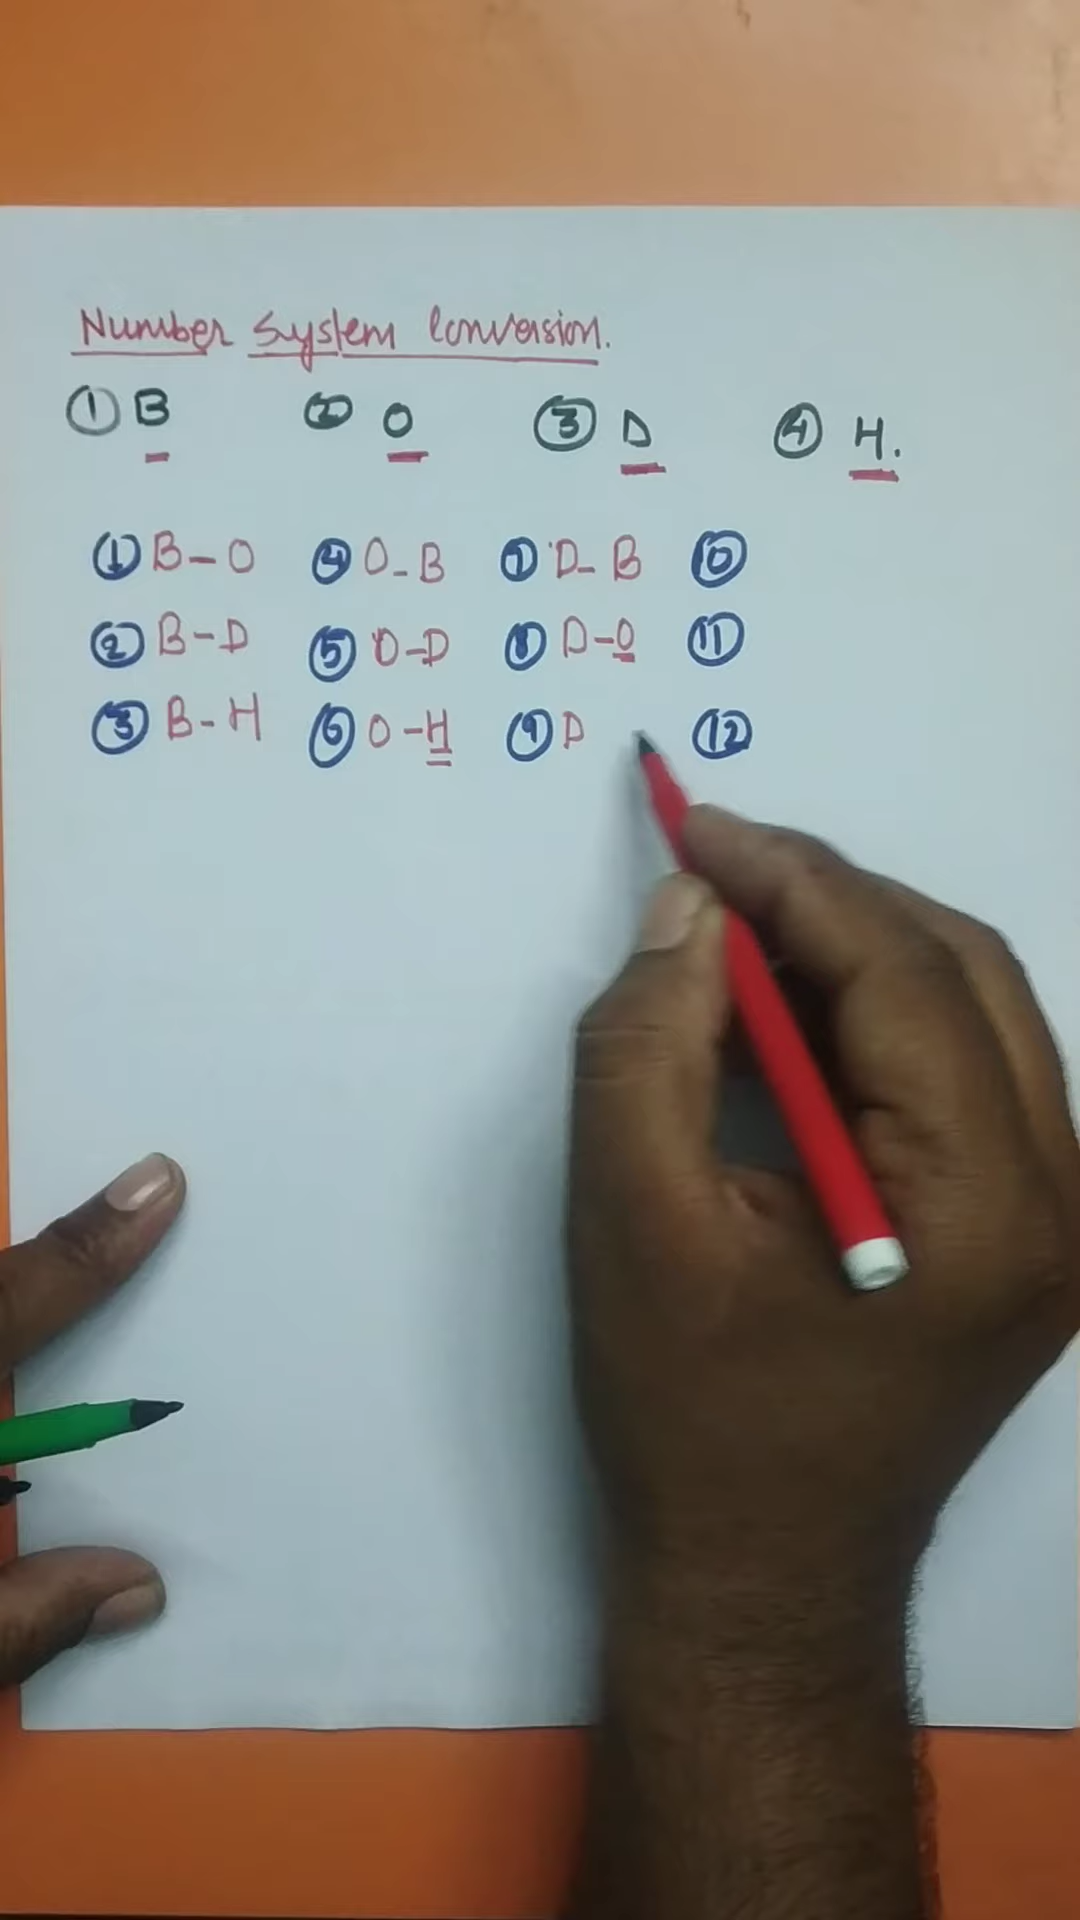 Number System Conversion.
① B ② O ③ D ④ H.
① B-O ④ O-B ⑦ D-B ⑩
② B-D ⑤ O-D ⑧ D-O ⑪
③ B-H ⑥ O-H ⑨ D ⑫